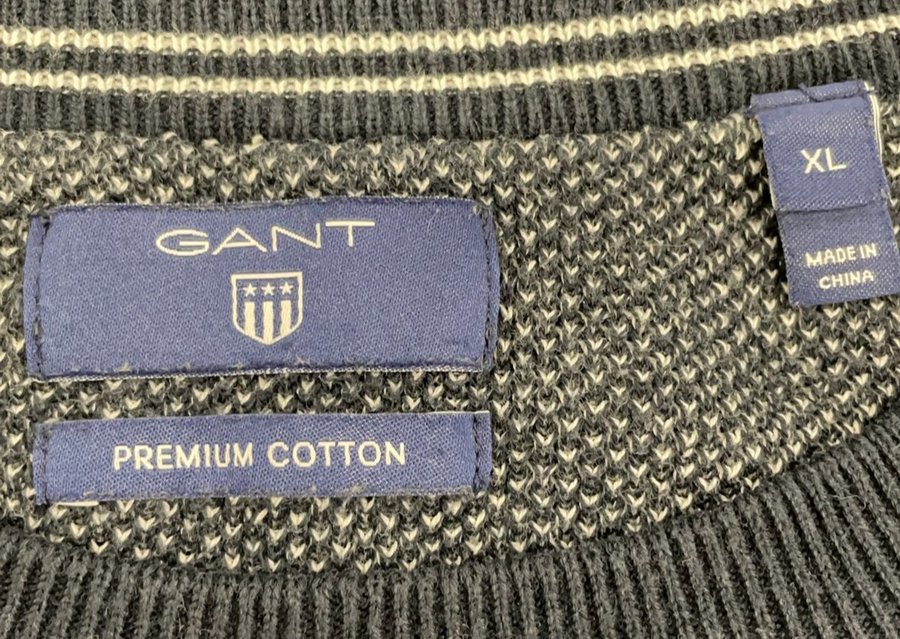 GANT
PREMIUM COTTON
XL
MADE IN
CHINA